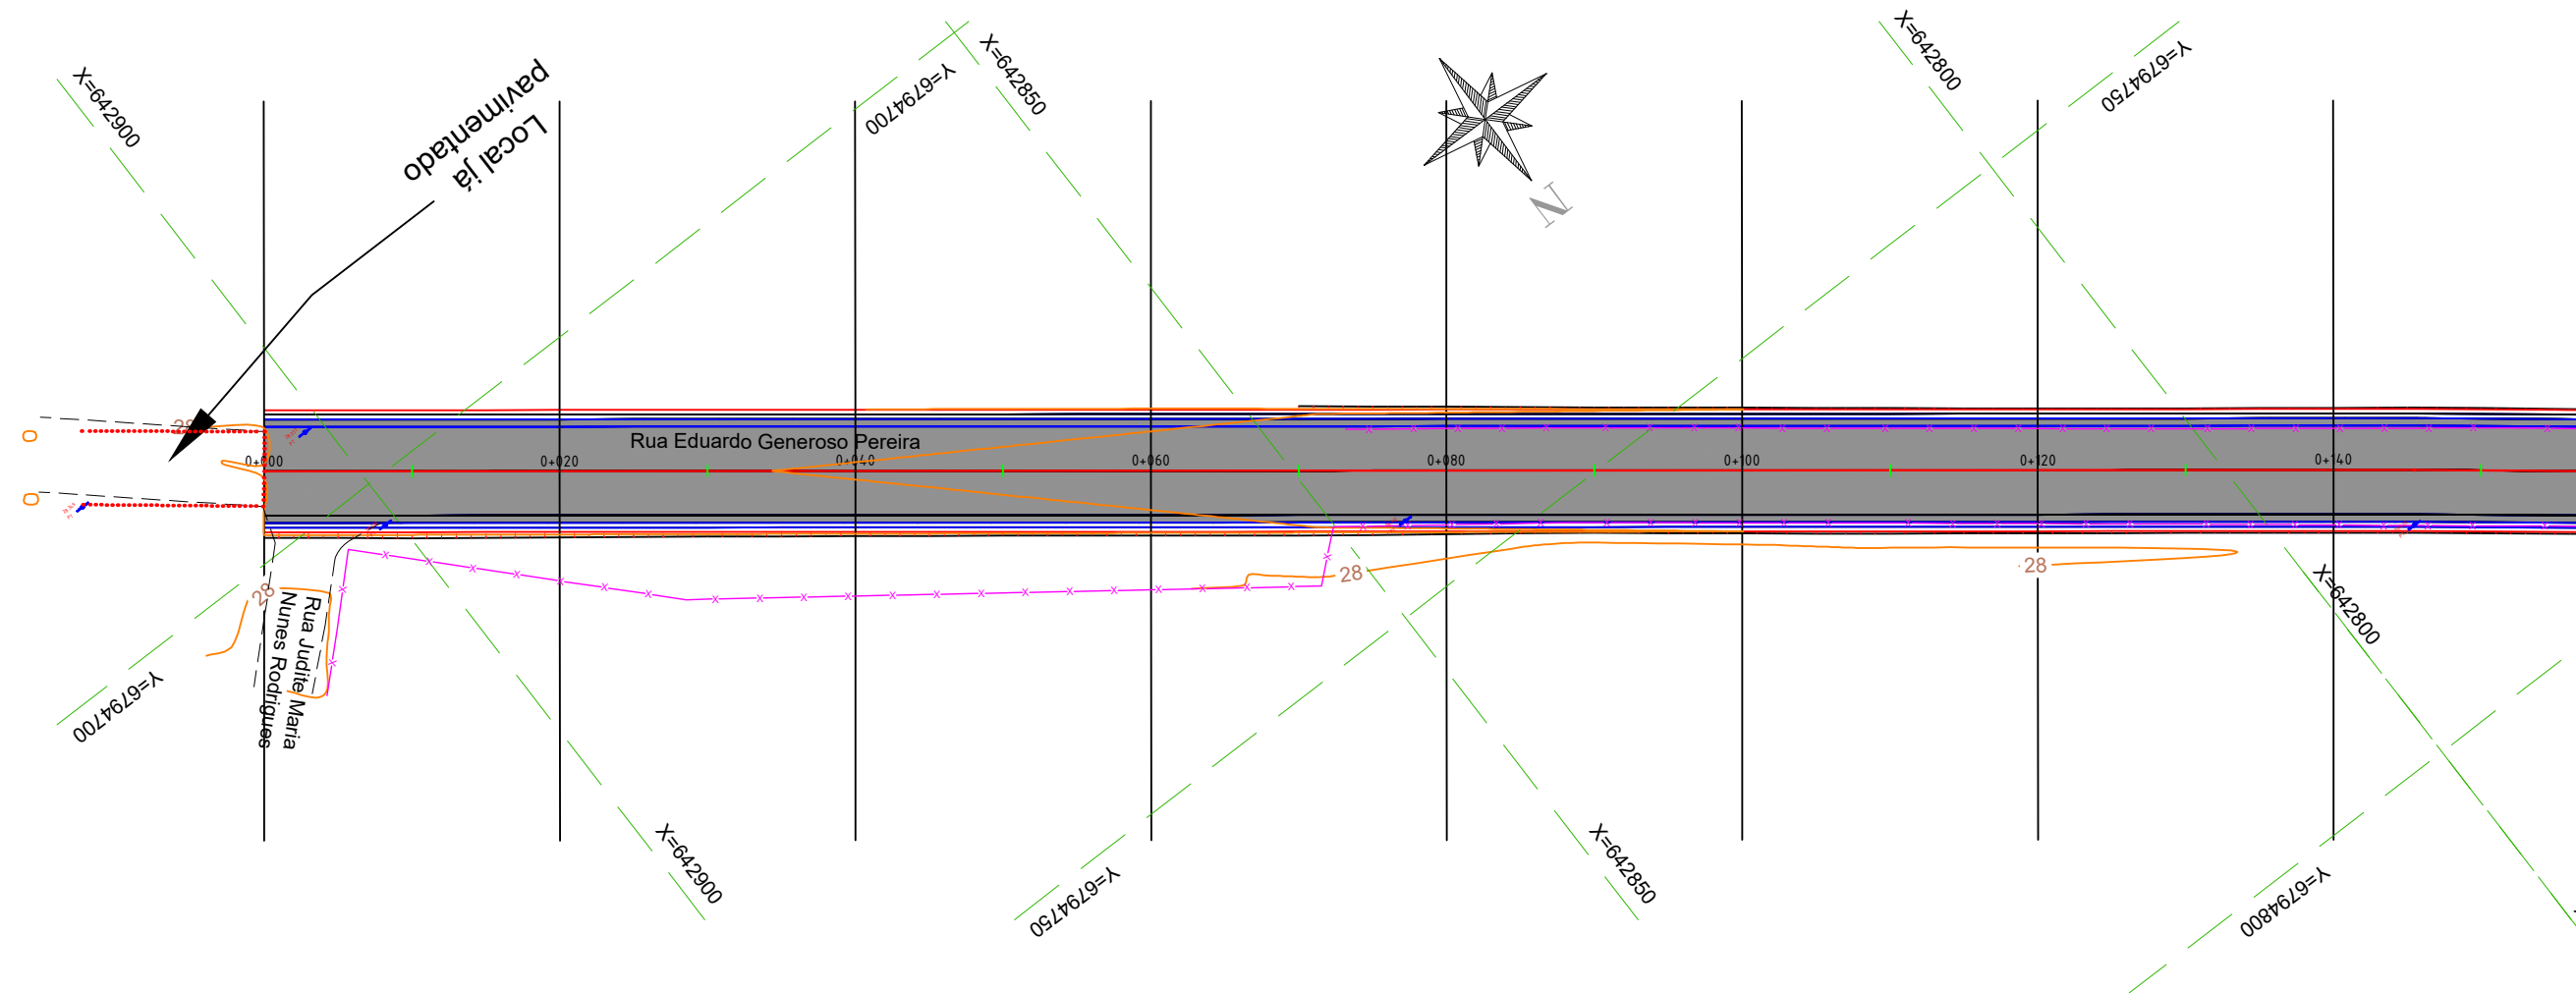 X=642900
Local já
pavimentado
Y=6794700
X=642850
N
X=642800
Y=6794750
28
Rua Eduardo Generoso Pereira
0+000
0+020
0+040
0+060
0+080
0+100
0+120
0+140
28
28
28
Rua Judite Maria
Nunes Rodrigues
Y=6794700
X=642900
Y=6794750
X=642850
X=642800
Y=6794800